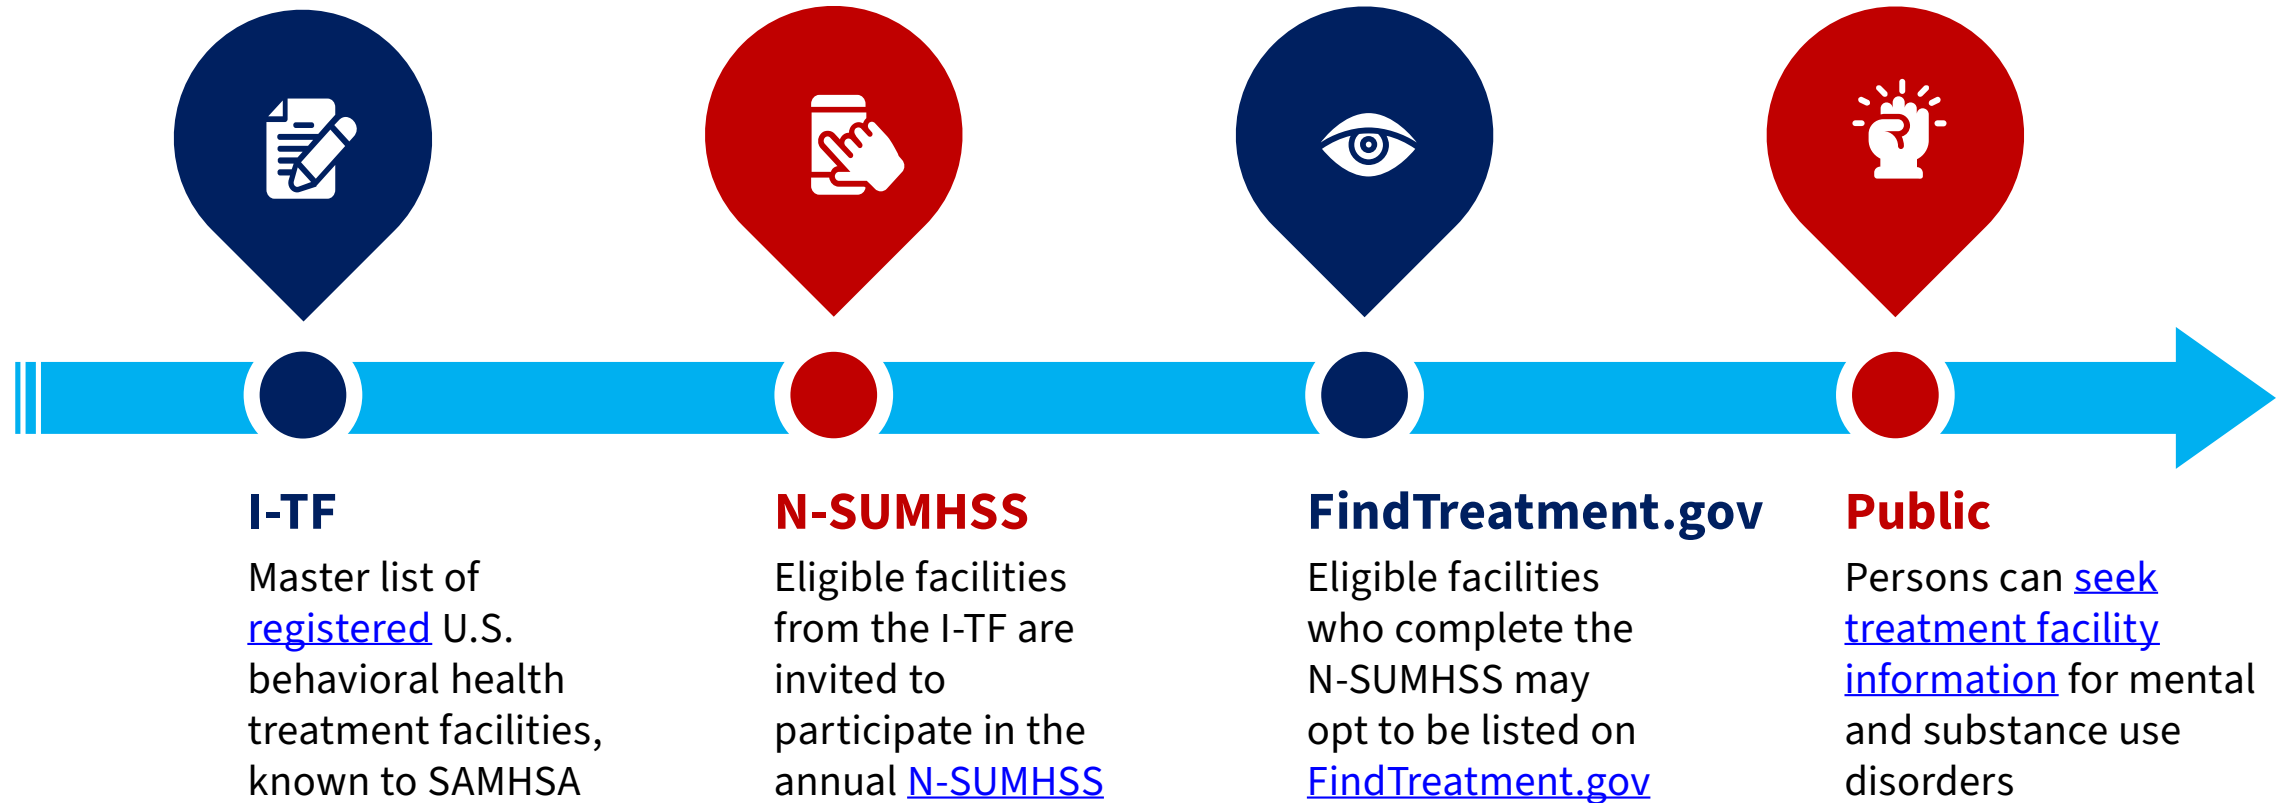 I-TF
Master list of
registered U.S.
behavioral health
treatment facilities,
known to SAMHSA
N-SUMHSS
Eligible facilities
from the I-TF are
invited to
participate in the
annual N-SUMHSS
FindTreatment.gov
Eligible facilities
who complete the
N-SUMHSS may
opt to be listed on
FindTreatment.gov
Public
Persons can seek
treatment facility
information for mental
and substance use
disorders